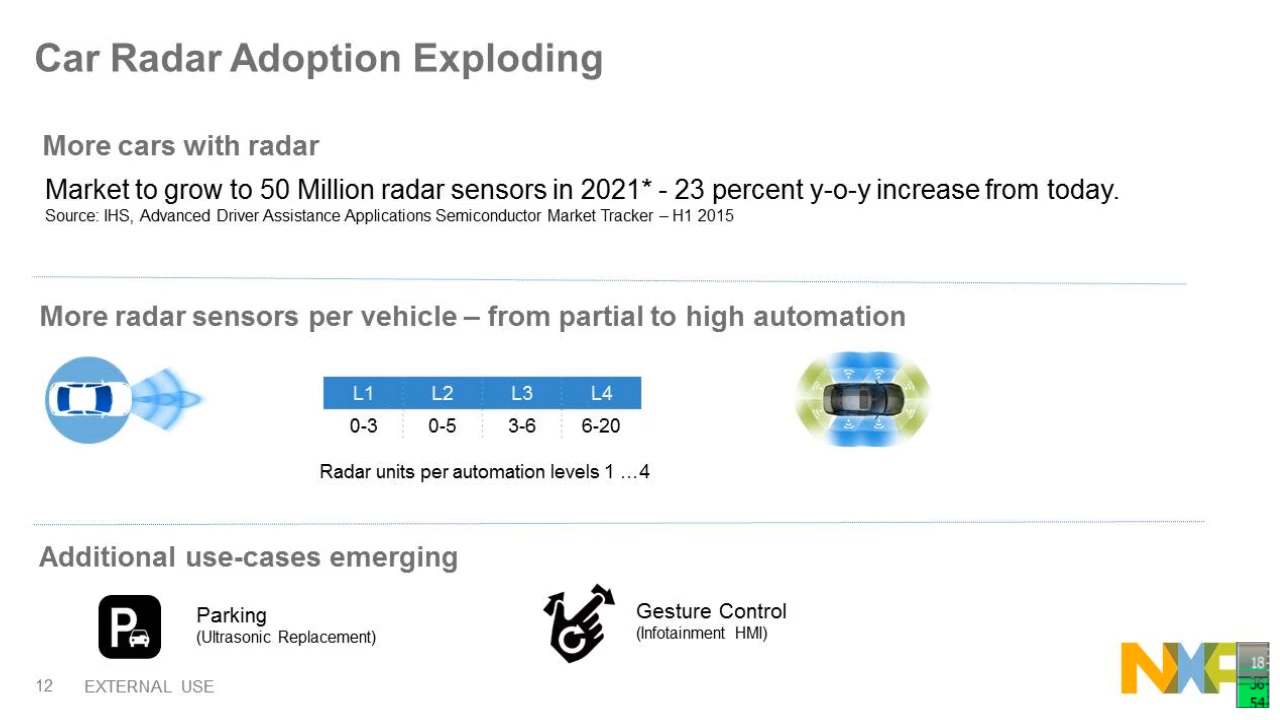 Car Radar Adoption Exploding
More cars with radar
Market to grow to 50 Million radar sensors in 2021* - 23 percent y-o-y increase from today.
Source: IHS, Advanced Driver Assistance Applications Semiconductor Market Tracker – H1 2015
More radar sensors per vehicle – from partial to high automation
L1 L2 L3 L4
0-3 0-5 3-6 6-20
Radar units per automation levels 1 …4
Additional use-cases emerging
P
Parking
(Ultrasonic Replacement)
Gesture Control
(Infotainment HMI)
12 EXTERNAL USE
NXP
18
36
54